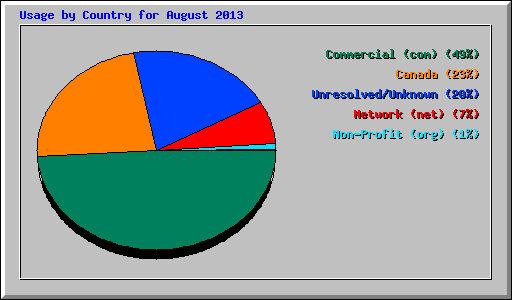 Usage by Country for August 2013
Commercial (com) (49%)
Canada (23%)
Unresolved/Unknown (20%)
Network (net) (7%)
Non-Profit (org) (1%)